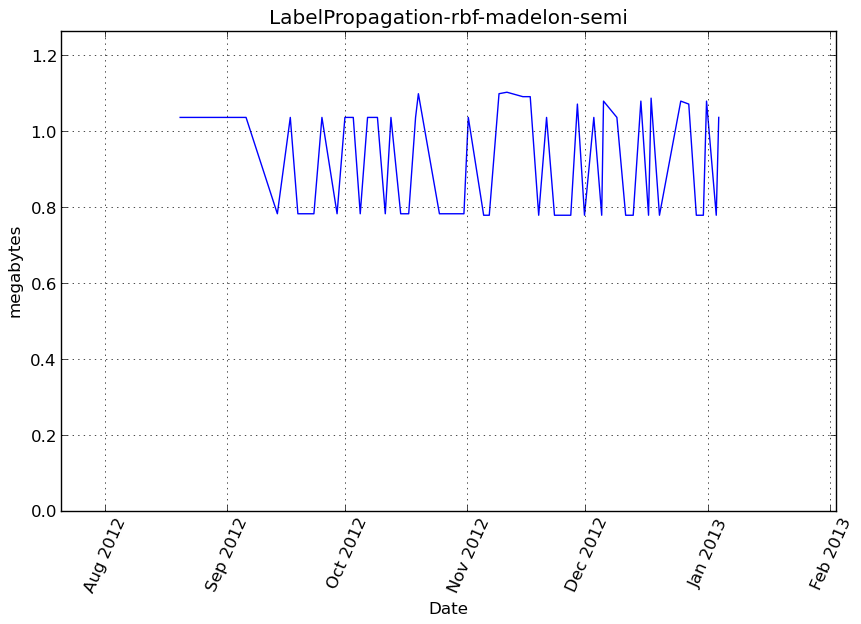 LabelPropagation-rbf-madelon-semi
1.2
1.0
0.8
0.6
0.4
0.2
0.0
megabytes
Aug 2012
Sep 2012
Oct 2012
Nov 2012
Dec 2012
Jan 2013
Feb 2013
Date